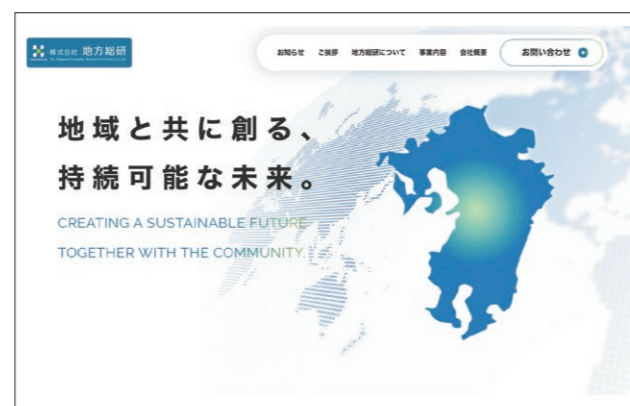 株式会社 地方総研
お知らせ ご挨拶 地方総研について 事業内容 会社概要 お問い合わせ
地域と共に創る、
持続可能な未来。
CREATING A SUSTAINABLE FUTURE
TOGETHER WITH THE COMMUNITY.